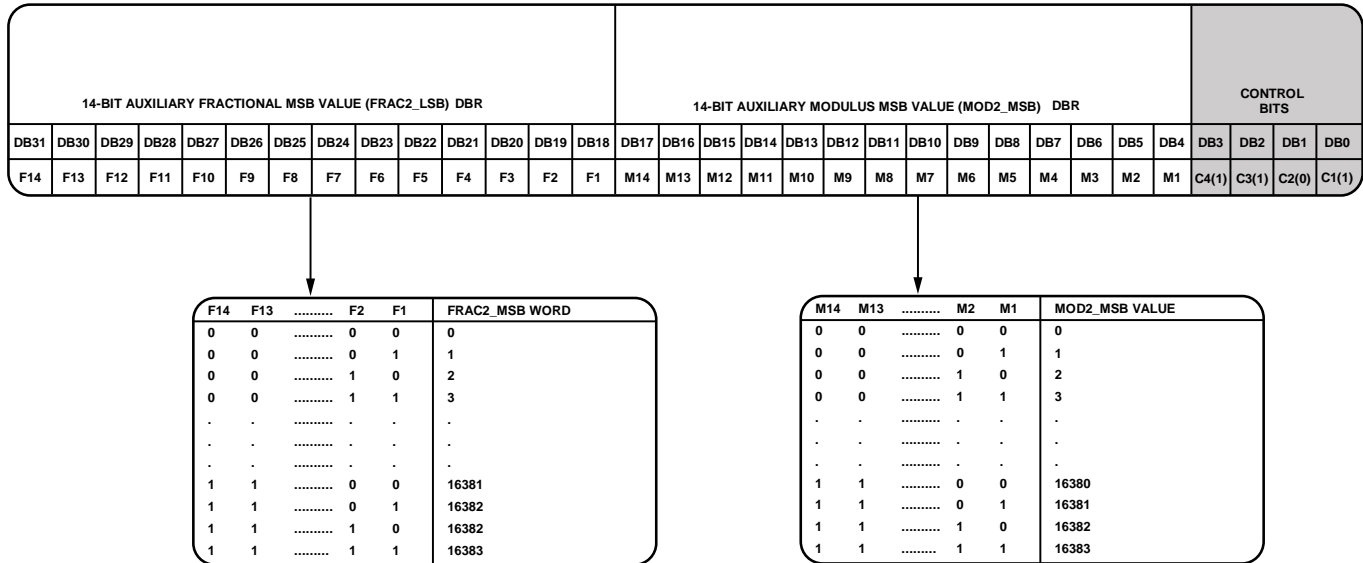 14-BIT AUXILIARY FRACTIONAL MSB VALUE (FRAC2_LSB) DBR
14-BIT AUXILIARY MODULUS MSB VALUE (MOD2_MSB) DBR
CONTROL
BITS
DB31 DB30 DB29 DB28 DB27 DB26 DB25 DB24 DB23 DB22 DB21 DB20 DB19 DB18 DB17 DB16 DB15 DB14 DB13 DB12 DB11 DB10 DB9 DB8 DB7 DB6 DB5 DB4 DB3 DB2 DB1 DB0
F14 F13 F12 F11 F10 F9 F8 F7 F6 F5 F4 F3 F2 F1 M14 M13 M12 M11 M10 M9 M8 M7 M6 M5 M4 M3 M2 M1 C4(1) C3(1) C2(0) C1(1)
F14 F13 .......... F2 F1 FRAC2_MSB WORD
0 0 .......... 0 0 0
0 0 .......... 0 1 1
0 0 .......... 1 0 2
0 0 .......... 1 1 3
. . .......... . . .
. . .......... . . .
. . .......... . . .
1 1 .......... 0 0 16381
1 1 .......... 0 1 16382
1 1 .......... 1 0 16382
1 1 ......... 1 1 16383
M14 M13 .......... M2 M1 MOD2_MSB VALUE
0 0 .......... 0 0 0
0 0 .......... 0 1 1
0 0 .......... 1 0 2
0 0 .......... 1 1 3
. . .......... . . .
. . .......... . . .
. . .......... . . .
1 1 .......... 0 0 16380
1 1 .......... 0 1 16381
1 1 .......... 1 0 16382
1 1 ......... 1 1 16383